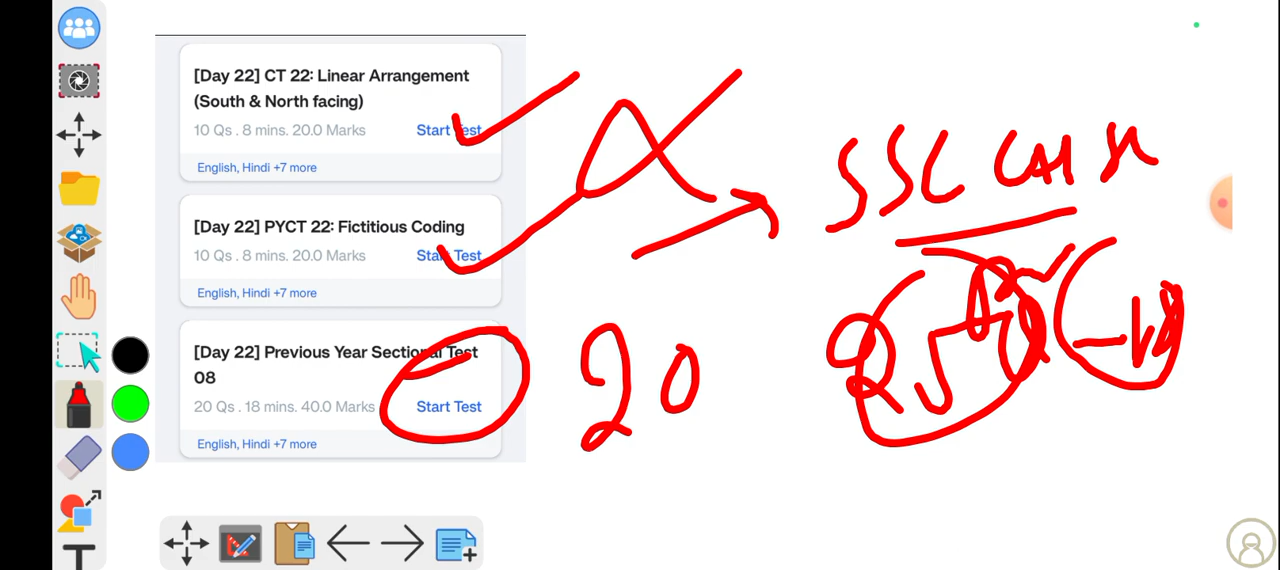 [Day 22] CT 22: Linear Arrangement
(South & North facing)
10 Qs . 8 mins. 20.0 Marks
Start Test
English, Hindi +7 more
[Day 22] PYCT 22: Fictitious Coding
10 Qs . 8 mins. 20.0 Marks
Start Test
English, Hindi +7 more
[Day 22] Previous Year Sectional Test
08
20 Qs . 18 mins. 40.0 Marks
Start Test
English, Hindi +7 more
SSC
20
T